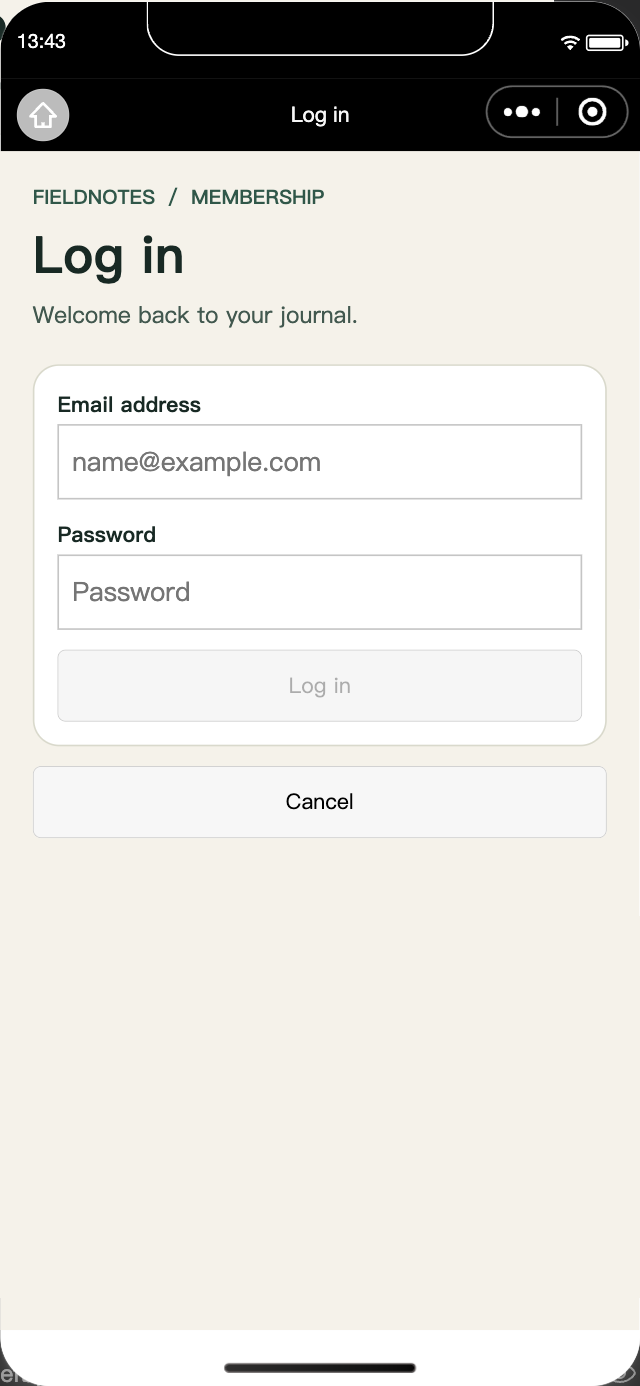 13:43
Log in
FIELDNOTES / MEMBERSHIP
Log in
Welcome back to your journal.
Email address
name@example.com
Password
Password
Log in
Cancel